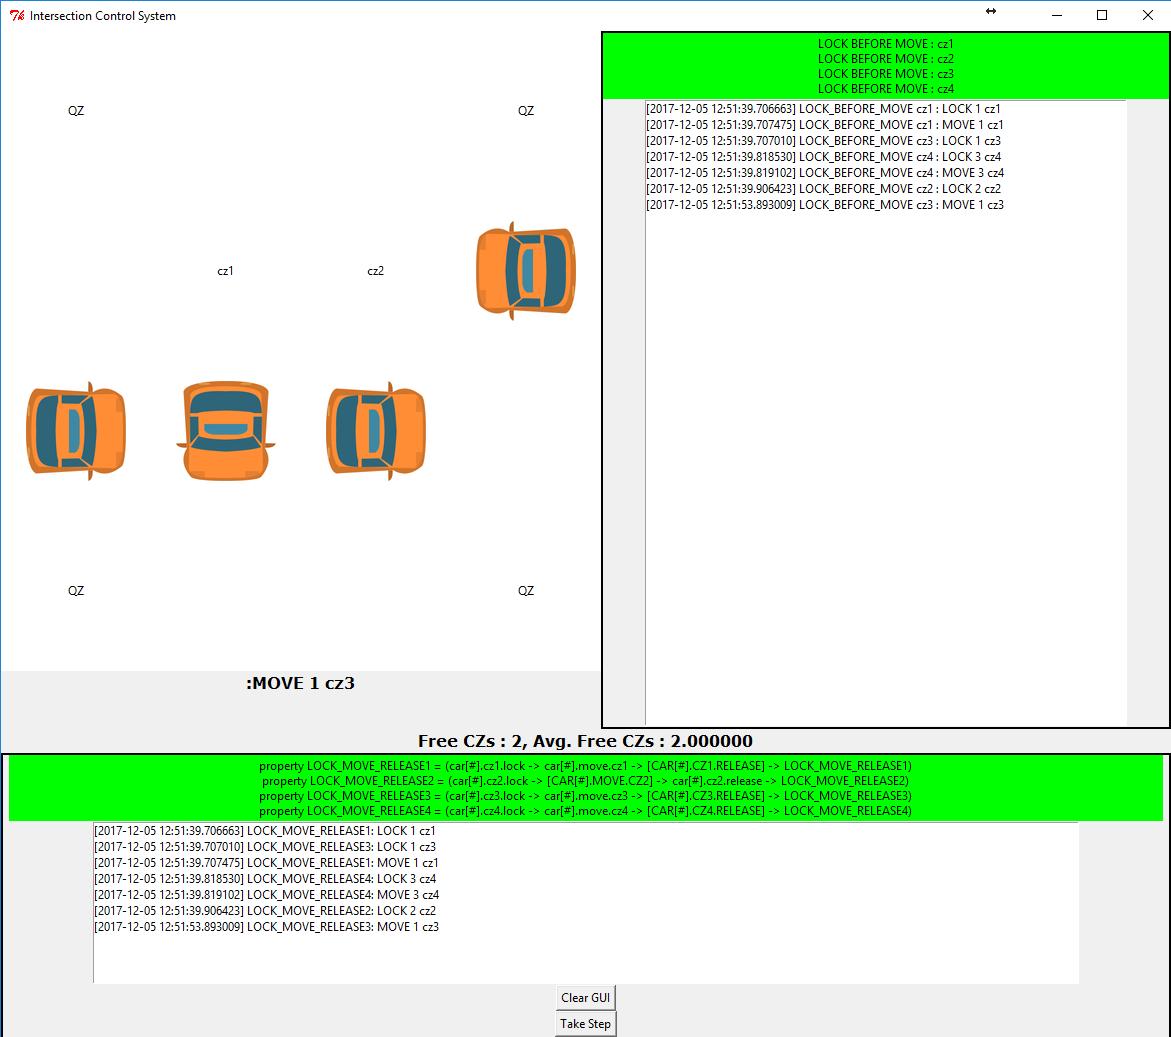 Intersection Control System
QZ
QZ
cz1
cz2
QZ
QZ
:MOVE 1 cz3
LOCK BEFORE MOVE : cz1
LOCK BEFORE MOVE : cz2
LOCK BEFORE MOVE : cz3
LOCK BEFORE MOVE : cz4
[2017-12-05 12:51:39.706663] LOCK_BEFORE_MOVE cz1 : LOCK 1 cz1
[2017-12-05 12:51:39.707475] LOCK_BEFORE_MOVE cz1 : MOVE 1 cz1
[2017-12-05 12:51:39.707010] LOCK_BEFORE_MOVE cz3 : LOCK 1 cz3
[2017-12-05 12:51:39.818530] LOCK_BEFORE_MOVE cz4 : LOCK 3 cz4
[2017-12-05 12:51:39.819102] LOCK_BEFORE_MOVE cz4 : MOVE 3 cz4
[2017-12-05 12:51:39.906423] LOCK_BEFORE_MOVE cz2 : LOCK 2 cz2
[2017-12-05 12:51:53.893009] LOCK_BEFORE_MOVE cz3 : MOVE 1 cz3
Free CZs : 2, Avg. Free CZs : 2.000000
property LOCK_MOVE_RELEASE1 = (car[#].cz1.lock -> car[#].move.cz1 -> [CAR[#].CZ1.RELEASE] -> LOCK_MOVE_RELEASE1)
property LOCK_MOVE_RELEASE2 = (car[#].cz2.lock -> [CAR[#].MOVE.CZ2] -> car[#].cz2.release -> LOCK_MOVE_RELEASE2)
property LOCK_MOVE_RELEASE3 = (car[#].cz3.lock -> car[#].move.cz3 -> [CAR[#].CZ3.RELEASE] -> LOCK_MOVE_RELEASE3)
property LOCK_MOVE_RELEASE4 = (car[#].cz4.lock -> car[#].move.cz4 -> [CAR[#].CZ4.RELEASE] -> LOCK_MOVE_RELEASE4)
[2017-12-05 12:51:39.706663] LOCK_MOVE_RELEASE1: LOCK 1 cz1
[2017-12-05 12:51:39.707010] LOCK_MOVE_RELEASE3: LOCK 1 cz3
[2017-12-05 12:51:39.707475] LOCK_MOVE_RELEASE1: MOVE 1 cz1
[2017-12-05 12:51:39.818530] LOCK_MOVE_RELEASE4: LOCK 3 cz4
[2017-12-05 12:51:39.819102] LOCK_MOVE_RELEASE4: MOVE 3 cz4
[2017-12-05 12:51:39.906423] LOCK_MOVE_RELEASE2: LOCK 2 cz2
[2017-12-05 12:51:53.893009] LOCK_MOVE_RELEASE3: MOVE 1 cz3
Clear GUI
Take Step